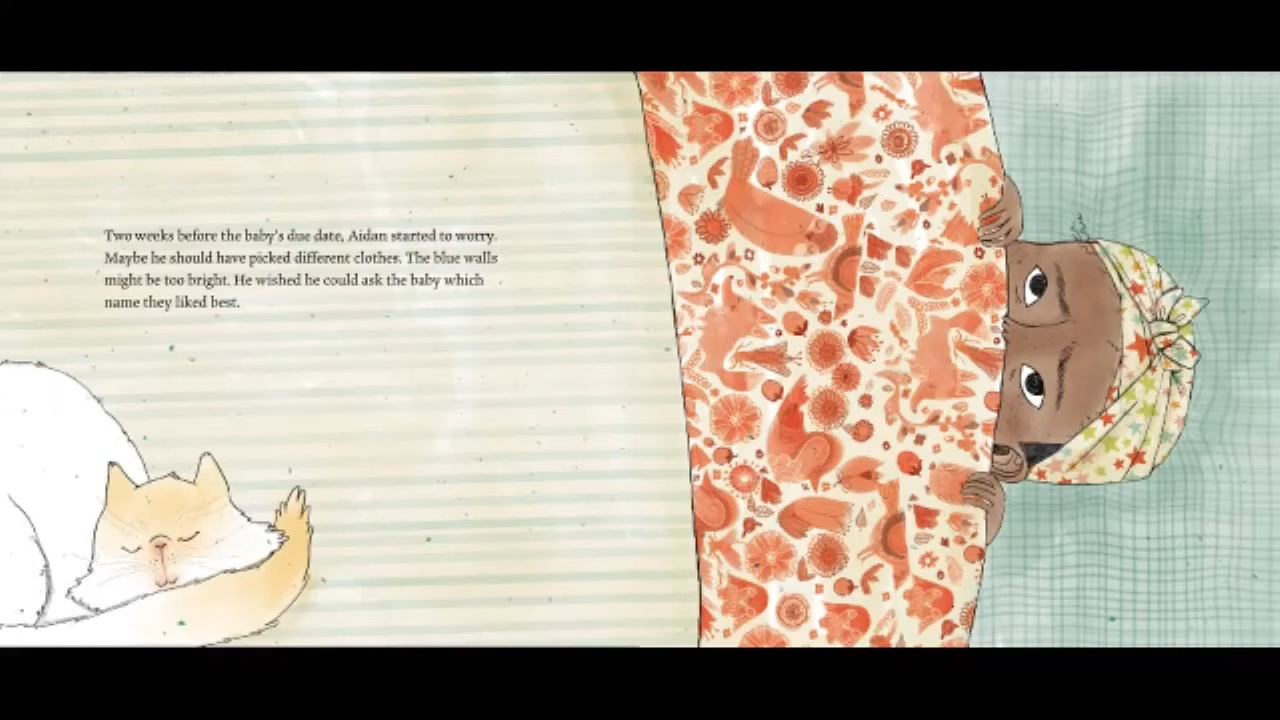 Two weeks before the baby's due date, Aidan started to worry.
Maybe he should have picked different clothes. The blue walls
might be too bright. He wished he could ask the baby which
name they liked best.